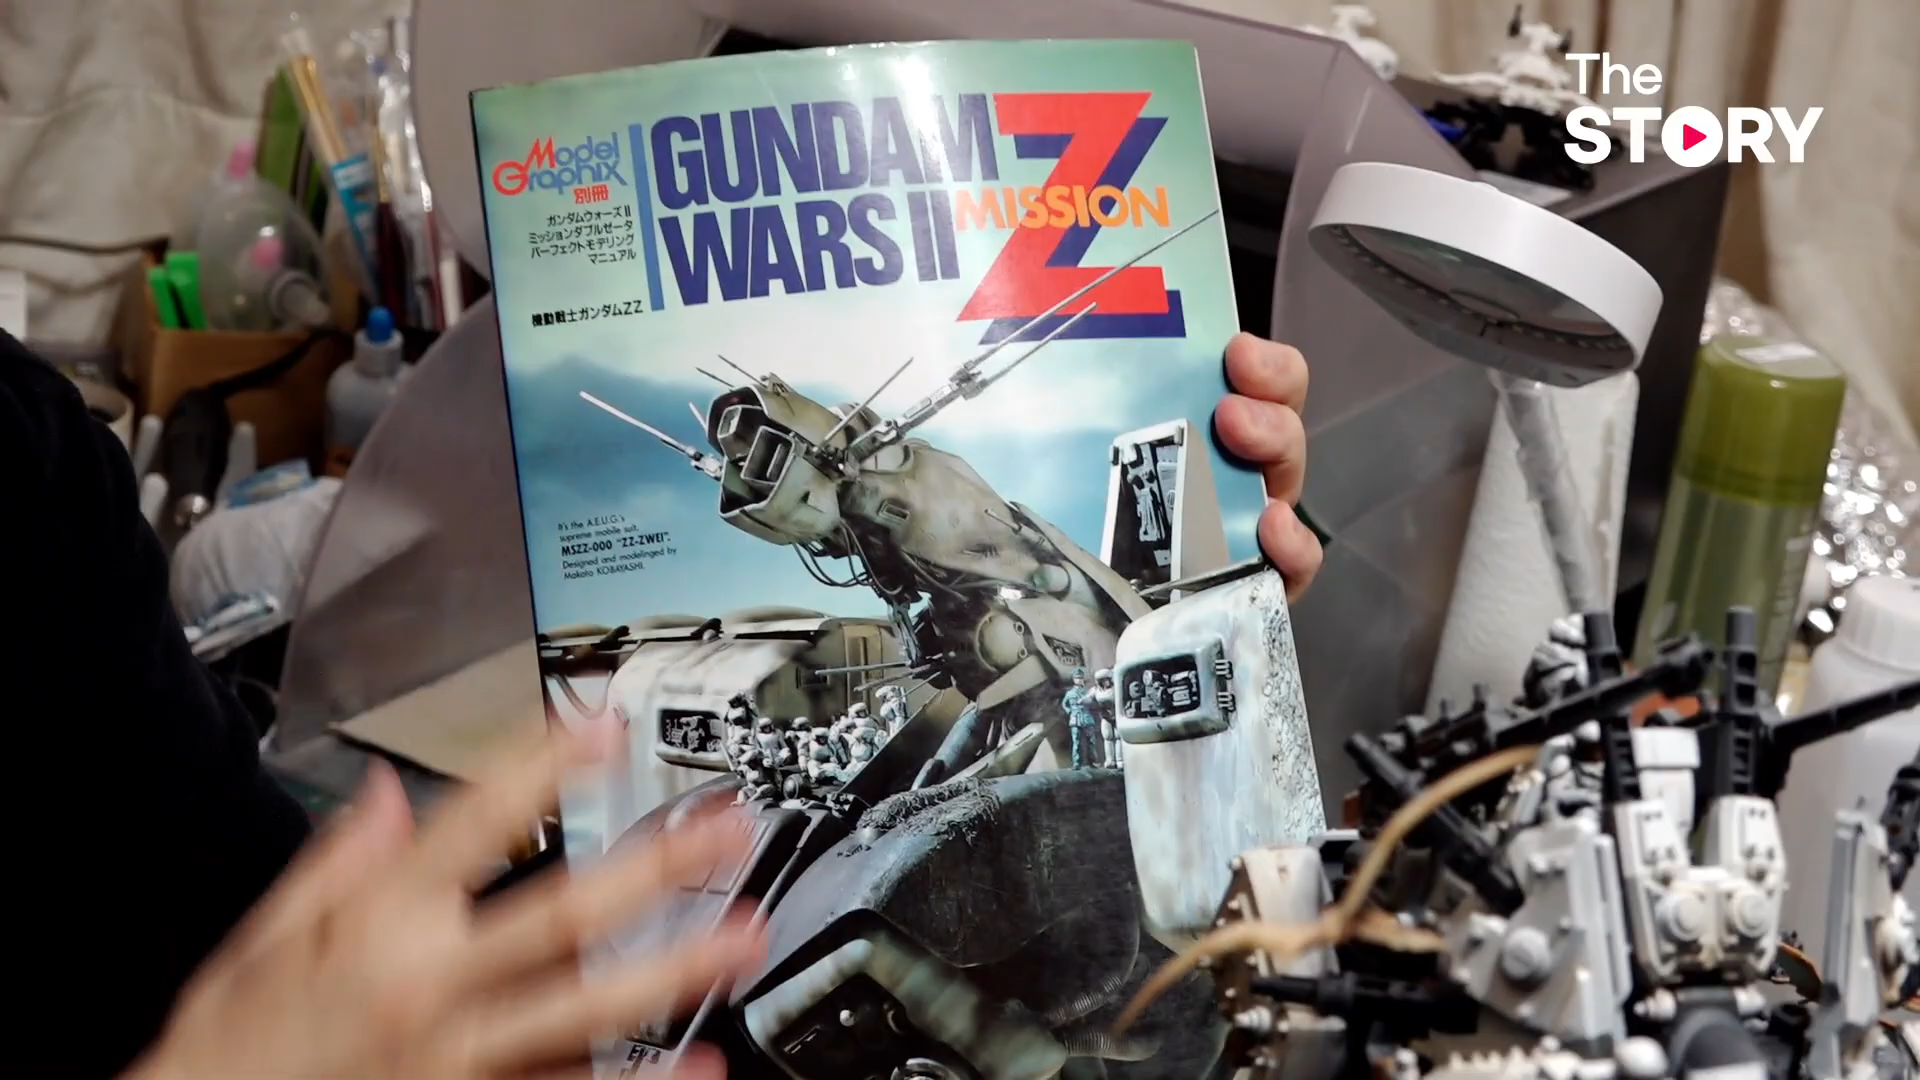 The
STORY
Model
Graphix
別冊
ガンダムウォーズII
ミッションダブルゼータ
パーフェクトモデリング
マニュアル
機動戦士ガンダムZZ
GUNDAM
WARS II
MISSION
ZZ
It's the A.E.U.G.'s
supreme mobile suit,
MSZZ-000 "ZZ-ZWEI".
Designed and modelinged by
Makoto KOBAYASHI.